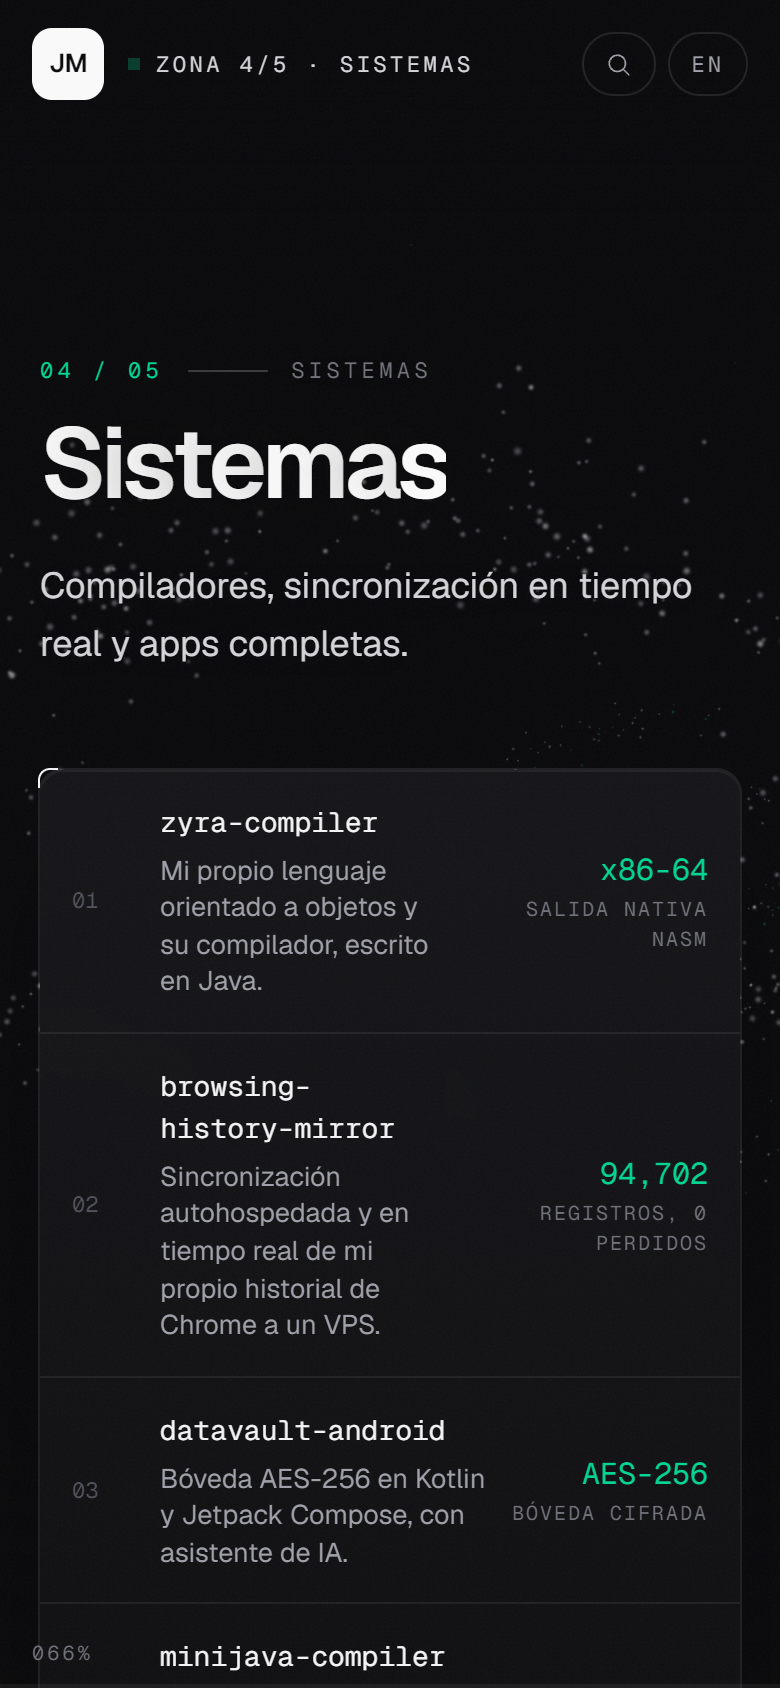 JM
ZONA 4/5 · SISTEMAS
EN
04 / 05 SISTEMAS
Sistemas
Compiladores, sincronización en tiempo
real y apps completas.
01
zyra-compiler
Mi propio lenguaje
orientado a objetos y
su compilador, escrito
en Java.
x86-64
SALIDA NATIVA
NASM
02
browsing-
history-mirror
Sincronización
autohospedada y en
tiempo real de mi
propio historial de
Chrome a un VPS.
94,702
REGISTROS, 0
PERDIDOS
03
datavault-android
Bóveda AES-256 en Kotlin
y Jetpack Compose, con
asistente de IA.
AES-256
BÓVEDA CIFRADA
066%
minijava-compiler